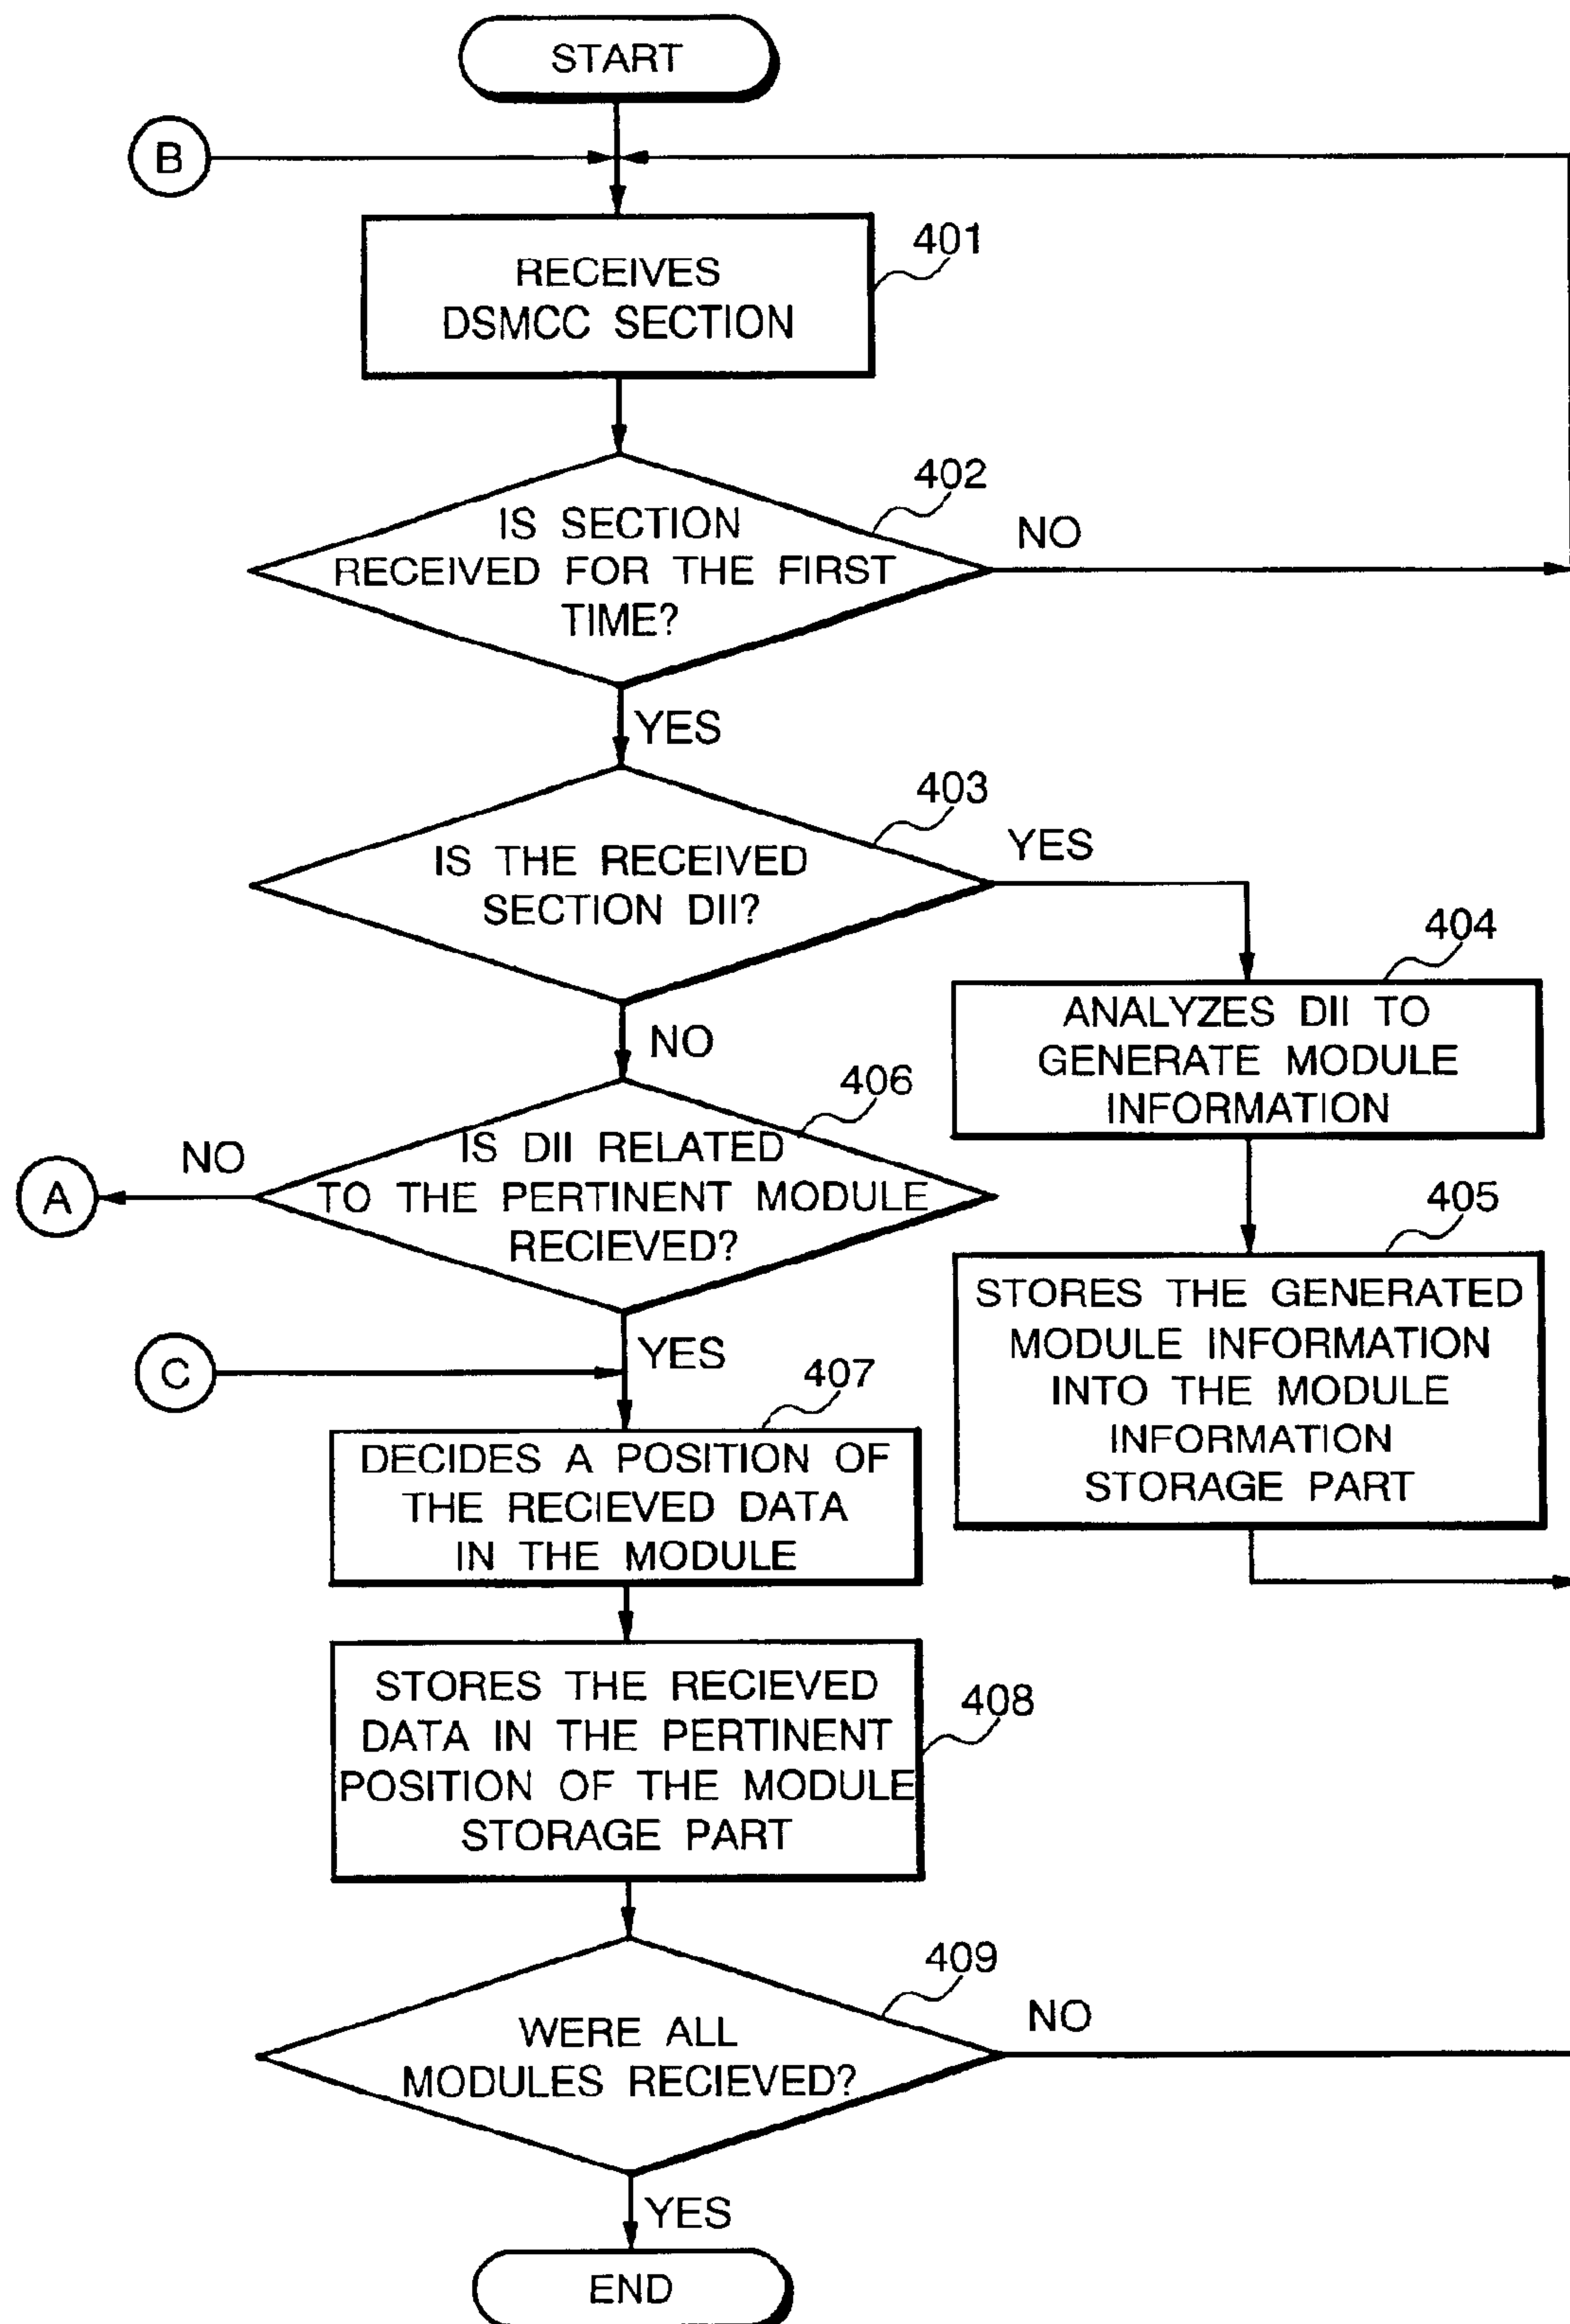 START
B
401
RECEIVES
DSMCC SECTION
402
IS SECTION
RECEIVED FOR THE FIRST
TIME?
NO
YES
403
IS THE RECEIVED
SECTION DII?
YES
404
ANALYZES DII TO
GENERATE MODULE
INFORMATION
NO
406
IS DII RELATED
TO THE PERTINENT MODULE
RECIEVED?
NO
A
405
STORES THE GENERATED
MODULE INFORMATION
INTO THE MODULE
INFORMATION
STORAGE PART
YES
C
407
DECIDES A POSITION OF
THE RECIEVED DATA
IN THE MODULE
408
STORES THE RECIEVED
DATA IN THE PERTINENT
POSITION OF THE MODULE
STORAGE PART
409
WERE ALL
MODULES RECIEVED?
NO
YES
END